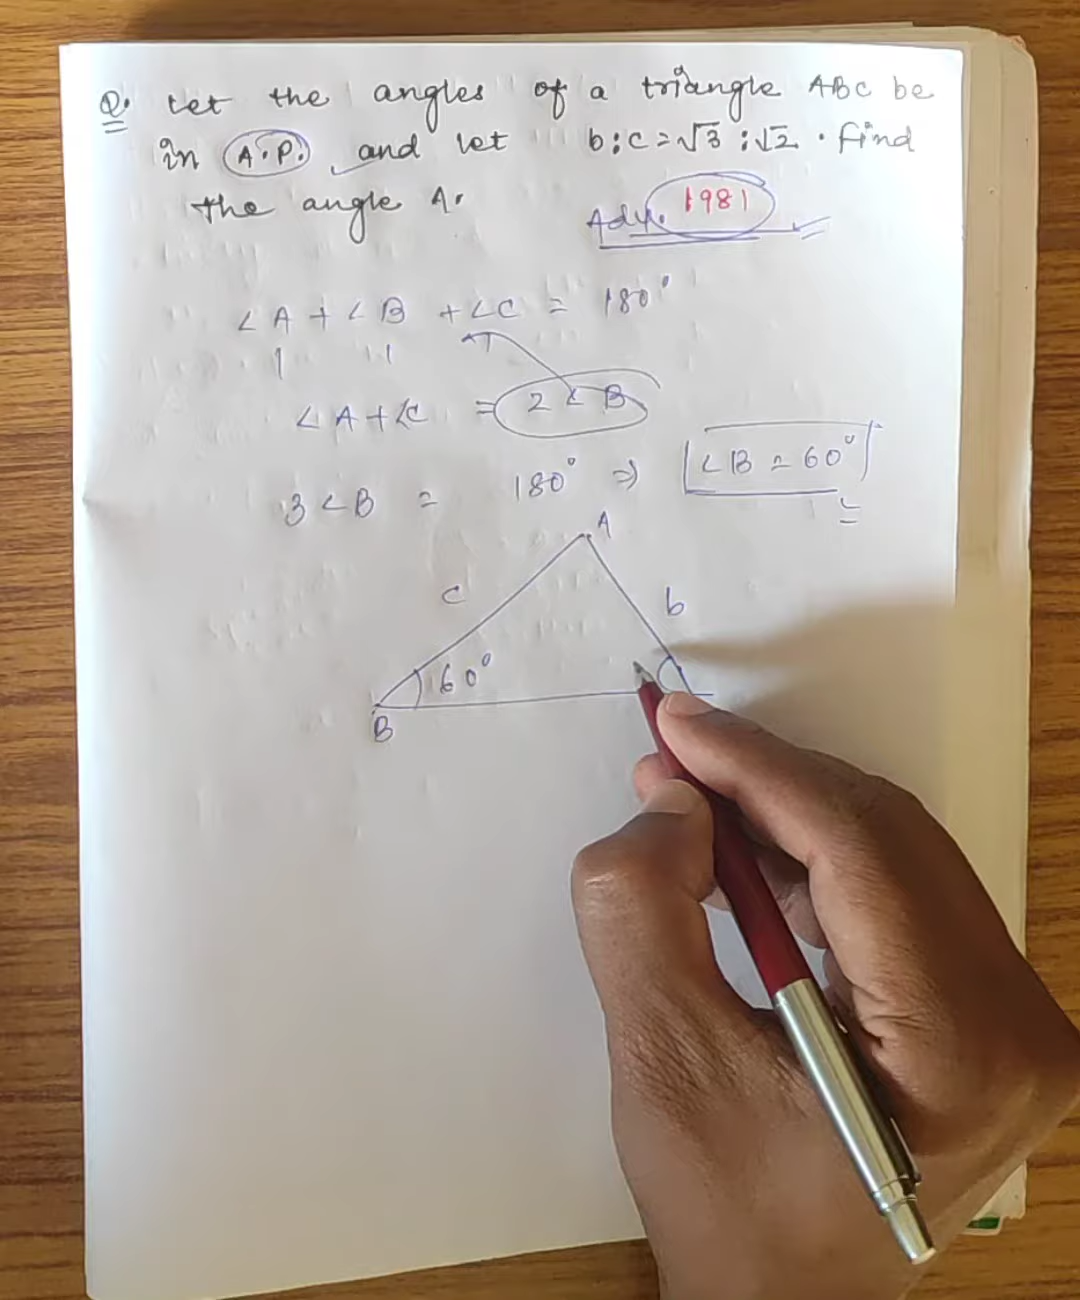 Q. Let the angles of a triangle ABC be
in A.P. and let b:c=√3:√2. find
the angle A.
Adv. 1981
∠A + ∠B + ∠C = 180°
∠A+∠C = 2∠B
3∠B = 180° ⇒ ∠B = 60°
A
c b
60°
B